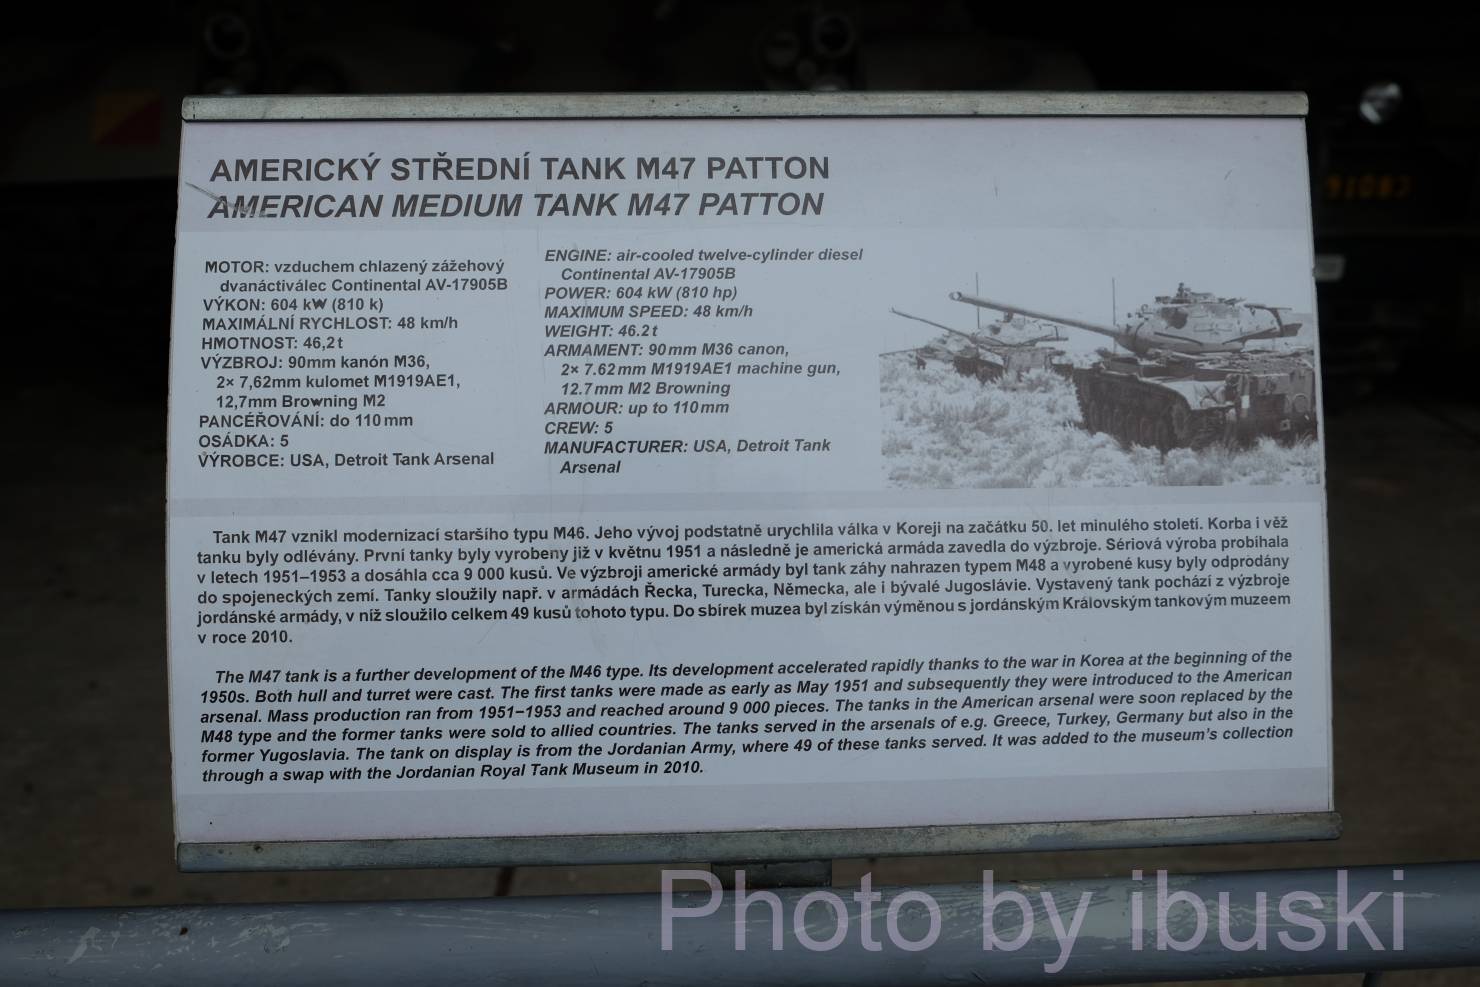 AMERICKÝ STŘEDNÍ TANK M47 PATTON
AMERICAN MEDIUM TANK M47 PATTON
MOTOR: vzduchem chlazený zážehový
dvanáctiválec Continental AV-17905B
VÝKON: 604 kW (810 k)
MAXIMÁLNÍ RYCHLOST: 48 km/h
HMOTNOST: 46,2 t
VÝZBROJ: 90mm kanón M36,
2× 7,62mm kulomet M1919AE1,
12,7mm Browning M2
PANCÉŘOVÁNÍ: do 110 mm
OSÁDKA: 5
VÝROBCE: USA, Detroit Tank Arsenal
ENGINE: air-cooled twelve-cylinder diesel
Continental AV-17905B
POWER: 604 kW (810 hp)
MAXIMUM SPEED: 48 km/h
WEIGHT: 46.2 t
ARMAMENT: 90 mm M36 canon,
2× 7.62 mm M1919AE1 machine gun,
12.7 mm M2 Browning
ARMOUR: up to 110 mm
CREW: 5
MANUFACTURER: USA, Detroit Tank
Arsenal
Tank M47 vznikl modernizací staršího typu M46. Jeho vývoj podstatně urychlila válka v Koreji na začátku 50. let minulého století. Korba i věž
tanku byly odlévány. První tanky byly vyrobeny již v květnu 1951 a následně je americká armáda zavedla do výzbroje. Sériová výroba probíhala
v letech 1951–1953 a dosáhla cca 9 000 kusů. Ve výzbroji americké armády byl tank záhy nahrazen typem M48 a vyrobené kusy byly odprodány
do spojeneckých zemí. Tanky sloužily např. v armádách Řecka, Turecka, Německa, ale i bývalé Jugoslávie. Vystavený tank pochází z výzbroje
jordánské armády, v níž sloužilo celkem 49 kusů tohoto typu. Do sbírek muzea byl získán výměnou s jordánským Královským tankovým muzeem
v roce 2010.
The M47 tank is a further development of the M46 type. Its development accelerated rapidly thanks to the war in Korea at the beginning of the
1950s. Both hull and turret were cast. The first tanks were made as early as May 1951 and subsequently they were introduced to the American
arsenal. Mass production ran from 1951–1953 and reached around 9 000 pieces. The tanks in the American arsenal were soon replaced by the
M48 type and the former tanks were sold to allied countries. The tanks served in the arsenals of e.g. Greece, Turkey, Germany but also in the
former Yugoslavia. The tank on display is from the Jordanian Army, where 49 of these tanks served. It was added to the museum's collection
through a swap with the Jordanian Royal Tank Museum in 2010.
Photo by ibuski